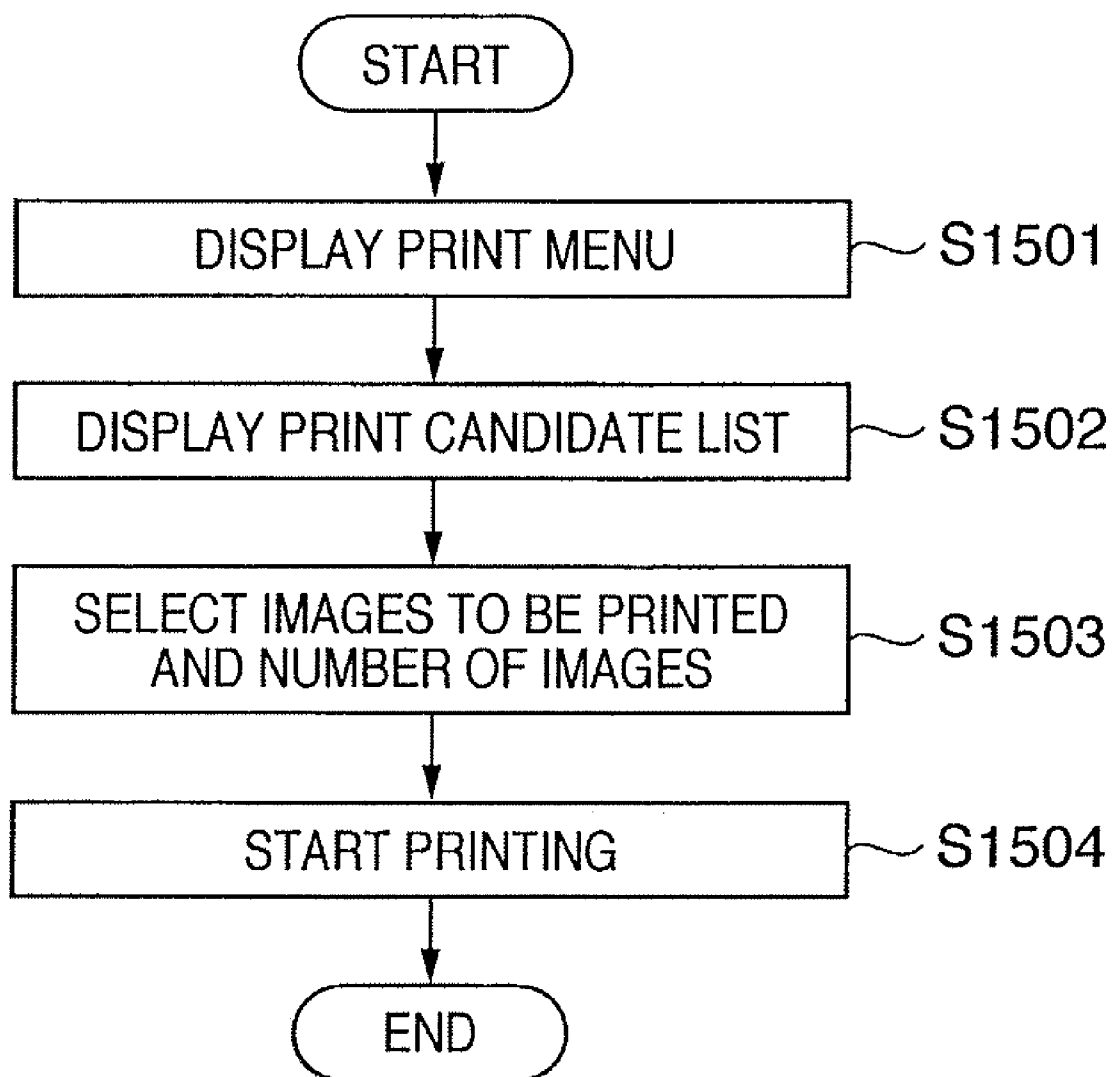 START
DISPLAY PRINT MENU
S1501
DISPLAY PRINT CANDIDATE LIST
S1502
SELECT IMAGES TO BE PRINTED
AND NUMBER OF IMAGES
S1503
START PRINTING
S1504
END